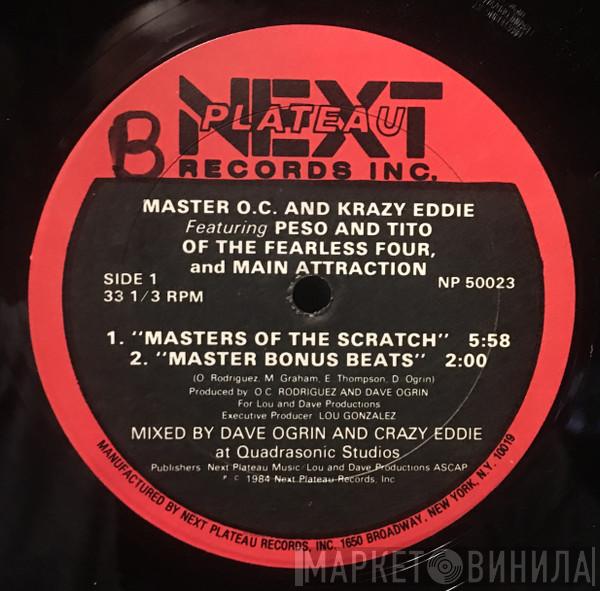 B
NEXT
PLATEAU
RECORDS INC.
MASTER O.C. AND KRAZY EDDIE
Featuring PESO AND TITO
OF THE FEARLESS FOUR,
and MAIN ATTRACTION
SIDE 1
NP 50023
33 1/3 RPM
1. "MASTERS OF THE SCRATCH" 5:58
2. "MASTER BONUS BEATS" 2:00
(O. Rodriguez, M. Graham, E. Thompson, D. Ogrin)
Produced by O.C. RODRIGUEZ AND DAVE OGRIN
For Lou and Dave Productions
Executive Producer LOU GONZALEZ
MIXED BY DAVE OGRIN AND CRAZY EDDIE
at Quadrasonic Studios
Publishers Next Plateau Music/Lou and Dave Productions ASCAP
P C 1984 Next Plateau Records, Inc
MANUFACTURED BY NEXT PLATEAU RECORDS, INC. 1650 BROADWAY, NEW YORK, N.Y. 10019
МАРКЕТ ВИНИЛА